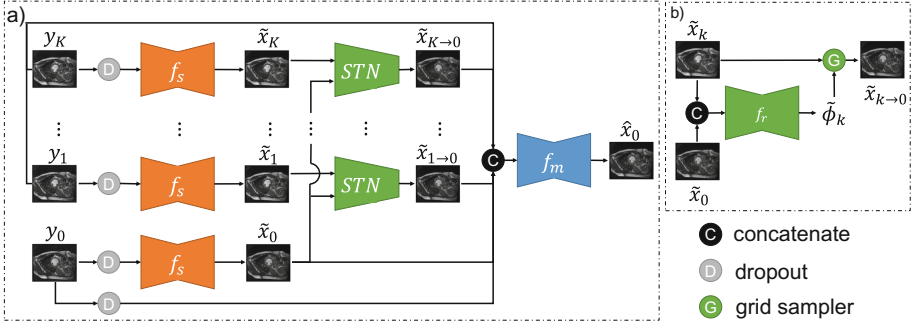 a)
y_K D f_s x̃_K STN x̃_{K→0}
⋮ ⋮ ⋮ ⋮
y_1 D f_s x̃_1 STN x̃_{1→0}
C f_m x̂_0
y_0 D f_s x̃_0
D
b)
x̃_k G x̃_{k→0}
C f_r ϕ̃_k
x̃_0
C concatenate
D dropout
G grid sampler